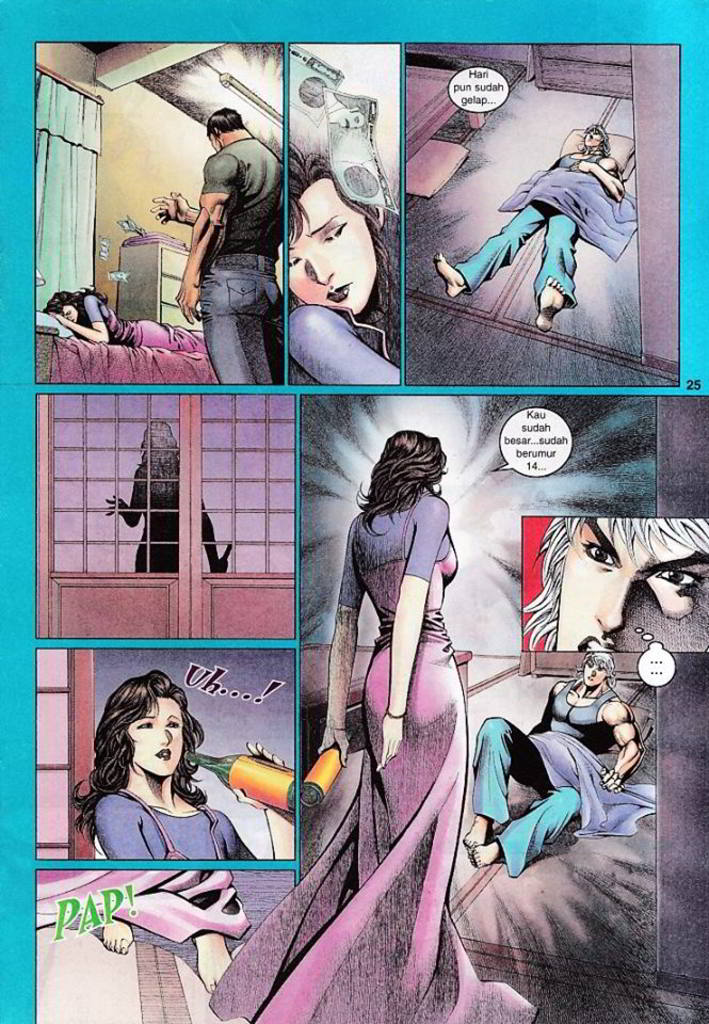 Hari
pun sudah
gelap...
25
Kau
sudah
besar...sudah
berumur
14...
...
...
Uh....!
PAP!